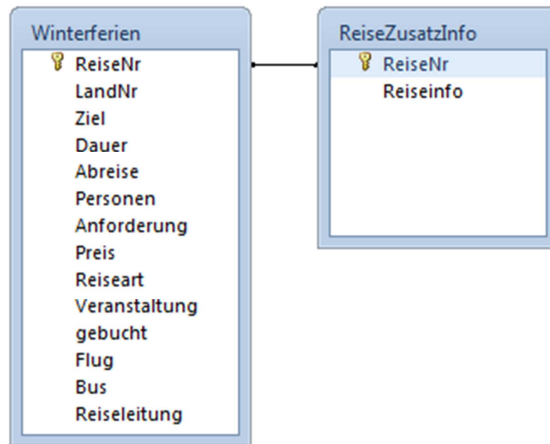 Winterferien
ReiseNr
LandNr
Ziel
Dauer
Abreise
Personen
Anforderung
Preis
Reiseart
Veranstaltung
gebucht
Flug
Bus
Reiseleitung
ReiseZusatzInfo
ReiseNr
Reiseinfo